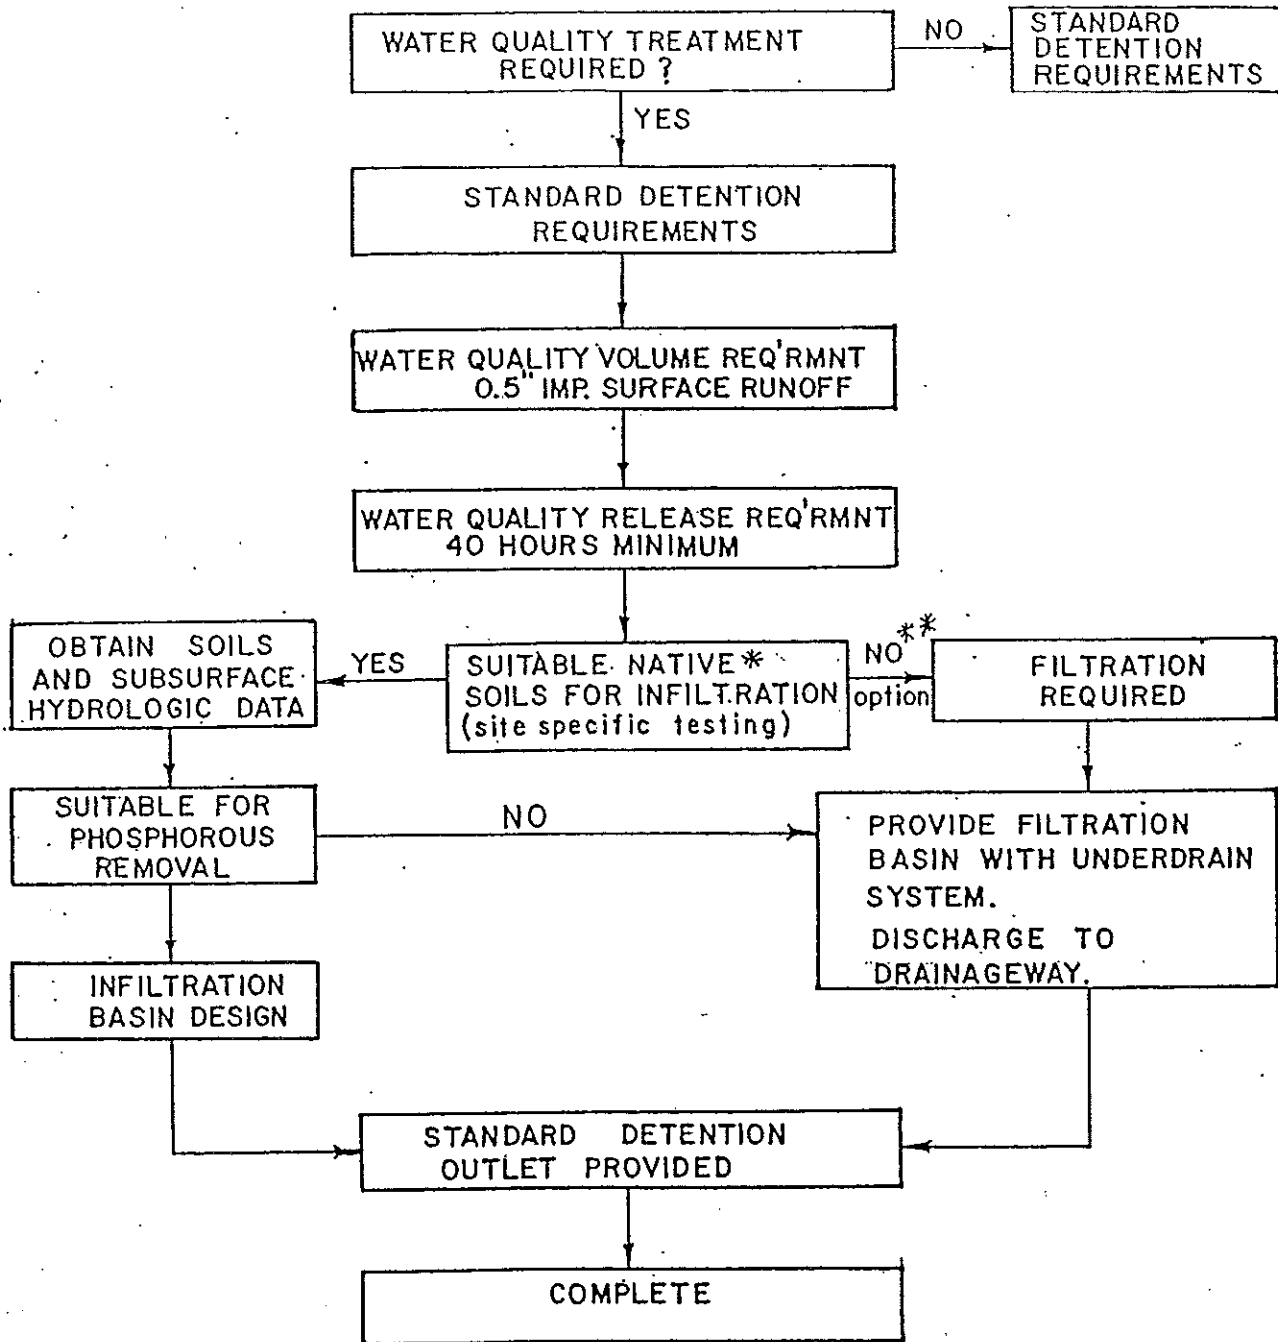 WATER QUALITY TREATMENT
REQUIRED ?
NO
STANDARD
DETENTION
REQUIREMENTS
YES
STANDARD DETENTION
REQUIREMENTS
WATER QUALITY VOLUME REQ'RMNT
0.5" IMP. SURFACE RUNOFF
WATER QUALITY RELEASE REQ'RMNT
40 HOURS MINIMUM
OBTAIN SOILS
AND SUBSURFACE
HYDROLOGIC DATA
YES
SUITABLE NATIVE *
SOILS FOR INFILTRATION
(site specific testing)
NO**
option
FILTRATION
REQUIRED
SUITABLE FOR
PHOSPHOROUS
REMOVAL
NO
PROVIDE FILTRATION
BASIN WITH UNDERDRAIN
SYSTEM.
DISCHARGE TO
DRAINAGEWAY.
INFILTRATION
BASIN DESIGN
STANDARD DETENTION
OUTLET PROVIDED
COMPLETE